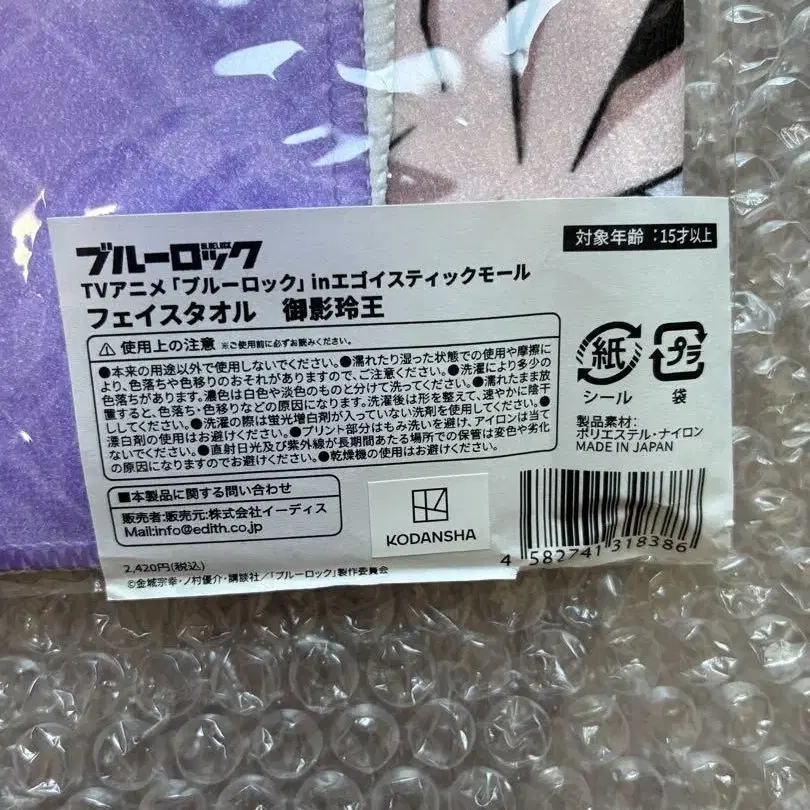 ブルーロック
BLUELOCK
対象年齢：15才以上
TVアニメ「ブルーロック」inエゴイスティックモール
フェイスタオル 御影玲王
⚠ 使用上の注意 ※ご使用前に必ずお読みください。
●本来の用途以外で使用しないでください。●濡れたり湿った状態での使用や摩擦に
より、色落ちや色移りのおそれがありますので、ご注意ください。●洗濯により多少の
色落ちがあります。濃色は白色や淡色のものと分けて洗ってください。●濡れたまま放
置すると、色落ち・色移りなどの原因になります。洗濯後は形を整えて、速やかに陰干
ししてください。●洗濯の際は蛍光増白剤が入っていない洗剤を使用してください。●
漂白剤の使用はお避けください。●プリント部分はもみ洗いを避け、アイロンは当て
ないでください。●直射日光及び紫外線が長期間あたる場所での保管は変色や劣化
の原因になりますのでお避けください。●乾燥機の使用はお避けください。
紙
シール
プラ
袋
製品素材：
ポリエステル・ナイロン
MADE IN JAPAN
■本製品に関する問い合わせ
販売者:販売元:株式会社イーディス
Mail:info@edith.co.jp
KODANSHA
4 582741 318386
2,420円(税込)
©金城宗幸・ノ村優介・講談社／「ブルーロック」製作委員会